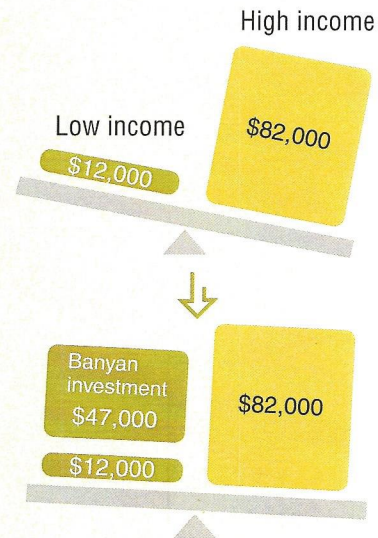 High income
Low income
$82,000
$12,000
Banyan
investment
$47,000
$82,000
$12,000